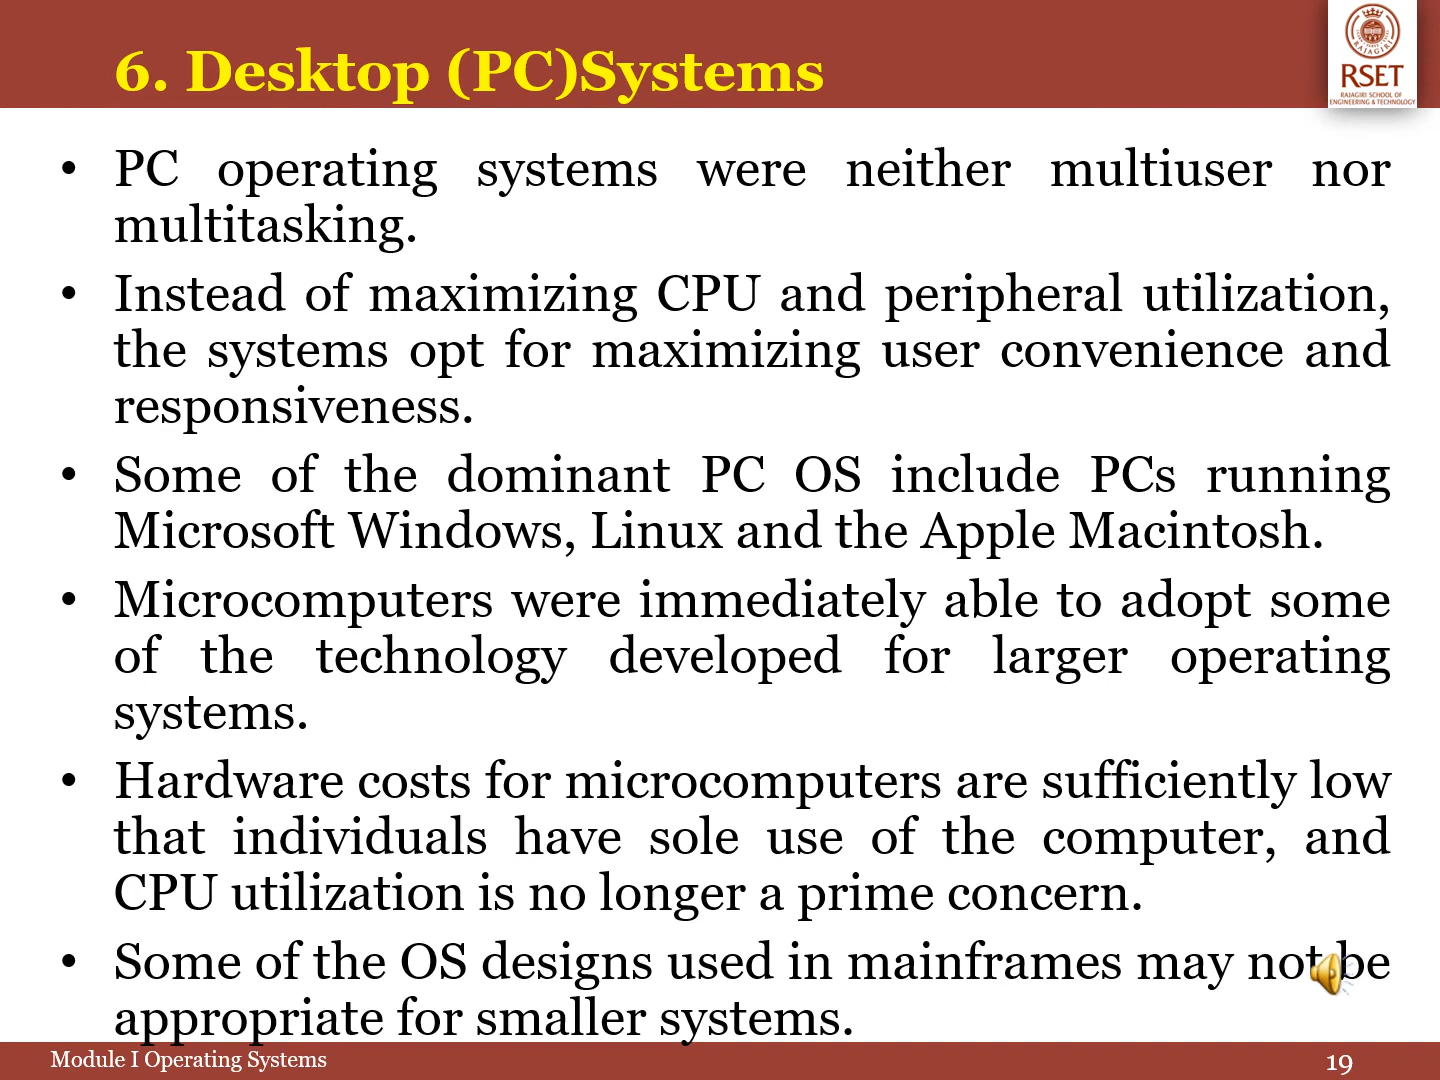 6. Desktop (PC)Systems
RAJAGIRI
RSET
RAJAGIRI SCHOOL OF
ENGINEERING & TECHNOLOGY
• PC operating systems were neither multiuser nor
multitasking.
• Instead of maximizing CPU and peripheral utilization,
the systems opt for maximizing user convenience and
responsiveness.
• Some of the dominant PC OS include PCs running
Microsoft Windows, Linux and the Apple Macintosh.
• Microcomputers were immediately able to adopt some
of the technology developed for larger operating
systems.
• Hardware costs for microcomputers are sufficiently low
that individuals have sole use of the computer, and
CPU utilization is no longer a prime concern.
• Some of the OS designs used in mainframes may not be
appropriate for smaller systems.
Module I Operating Systems
19